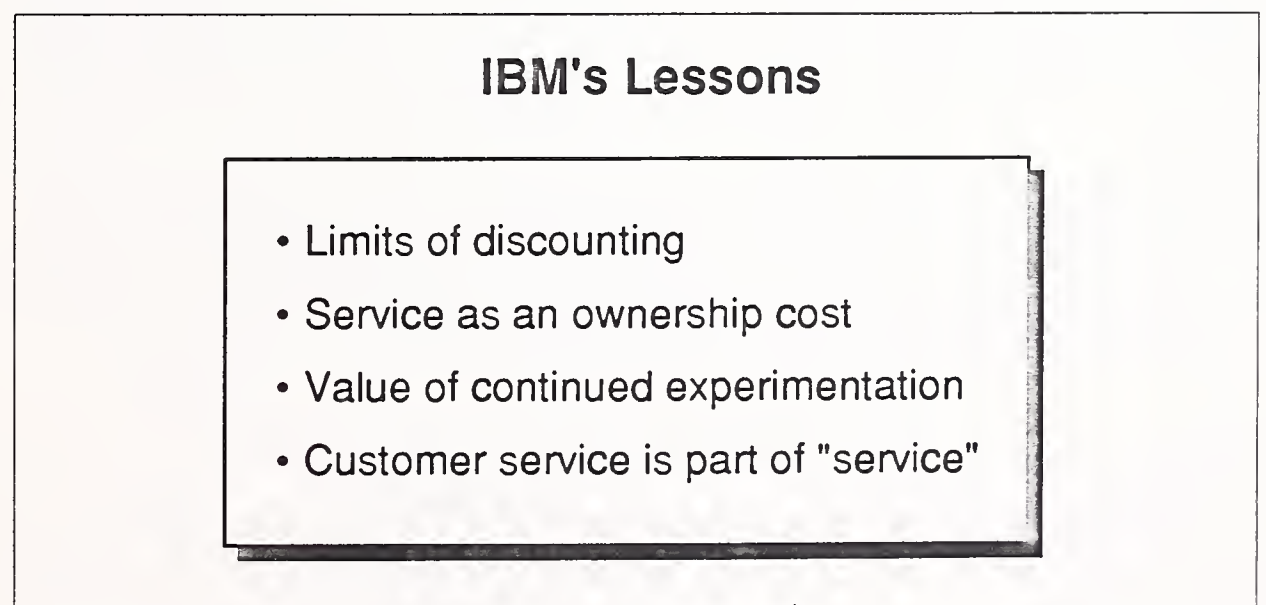 IBM's Lessons
• Limits of discounting
• Service as an ownership cost
• Value of continued experimentation
• Customer service is part of "service"